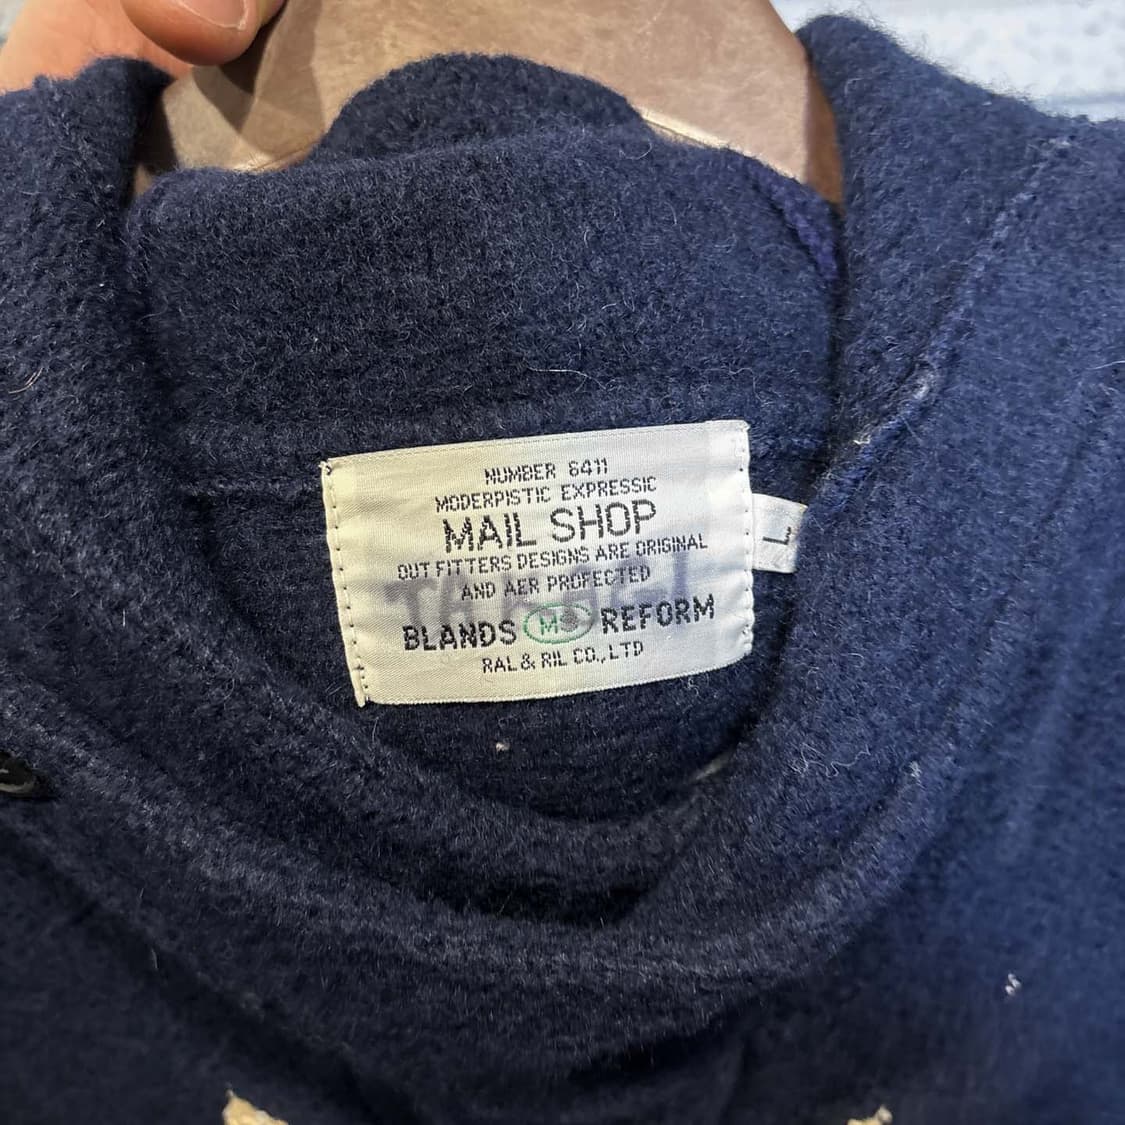 NUMBER 6411
MODERPISTIC EXPRESSIC
MAIL SHOP
OUT FITTERS DESIGNS ARE ORIGINAL
AND AER PROFECTED
BLANDS MS REFORM
RAL & RIL CO., LTD
L